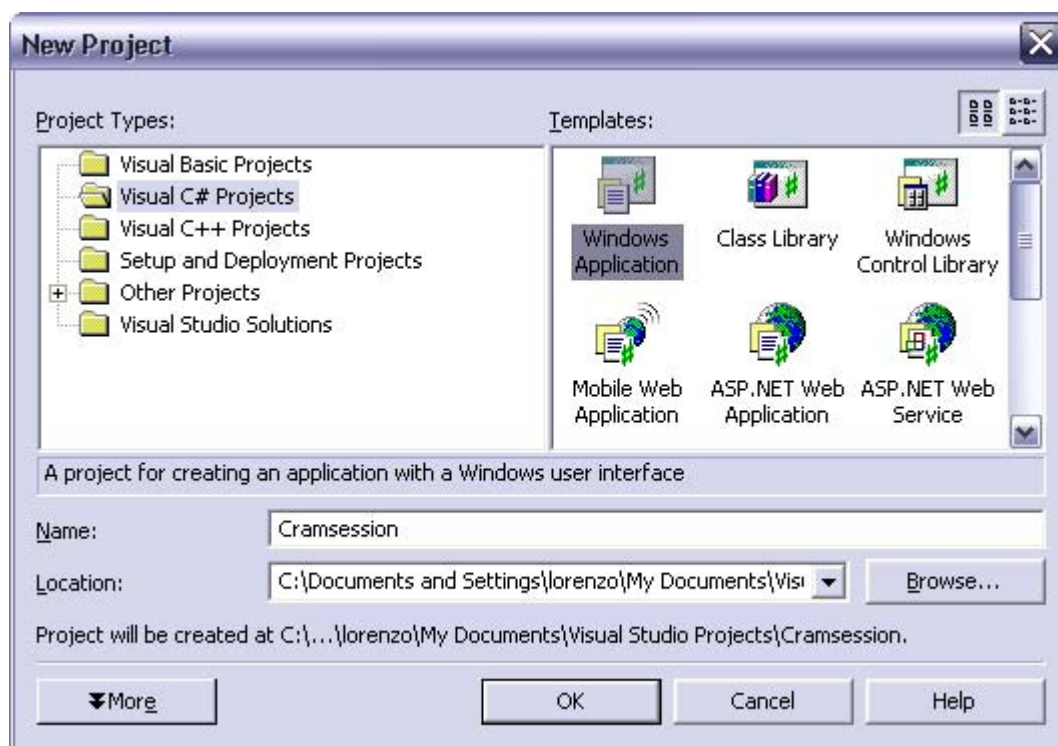 New Project
Project Types:
Templates:
Visual Basic Projects
Visual C# Projects
Visual C++ Projects
Setup and Deployment Projects
Other Projects
Visual Studio Solutions
Windows
Application
Class Library
Windows
Control Library
Mobile Web
Application
ASP.NET Web
Application
ASP.NET Web
Service
A project for creating an application with a Windows user interface
Name:
Cramsession
Location:
C:\Documents and Settings\lorenzo\My Documents\Visu
Browse...
Project will be created at C:\...\lorenzo\My Documents\Visual Studio Projects\Cramsession.
More
OK
Cancel
Help